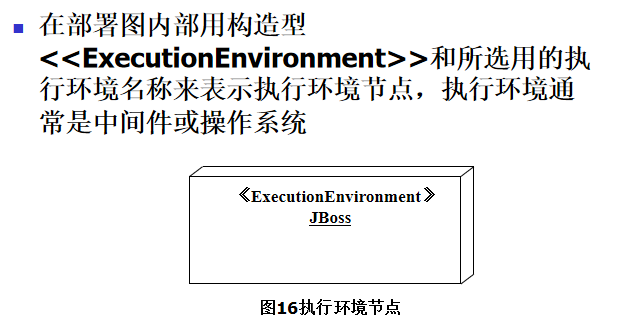 在部署图内部用构造型
<<ExecutionEnvironment>>和所选用的执
行环境名称来表示执行环境节点，执行环境通
常是中间件或操作系统
《ExecutionEnvironment》
JBoss
图16执行环境节点